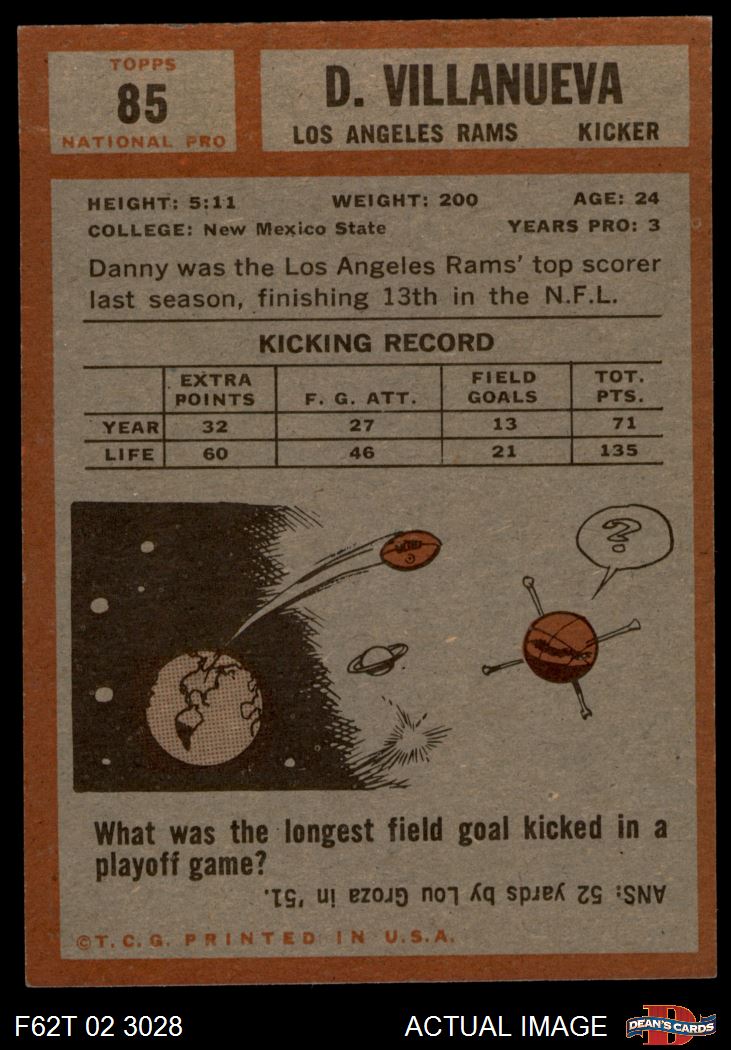 TOPPS
85
NATIONAL PRO
D. VILLANUEVA
LOS ANGELES RAMS KICKER
HEIGHT: 5:11 WEIGHT: 200 AGE: 24
COLLEGE: New Mexico State YEARS PRO: 3
Danny was the Los Angeles Rams' top scorer
last season, finishing 13th in the N.F.L.
KICKING RECORD
EXTRA POINTS F. G. ATT. FIELD GOALS TOT. PTS.
YEAR 32 27 13 71
LIFE 60 46 21 135
?
What was the longest field goal kicked in a
playoff game?
ANS: 52 yards by Lou Groza in '51.
©T.C.G. PRINTED IN U.S.A.
F62T 02 3028 ACTUAL IMAGE DEAN'S CARDS